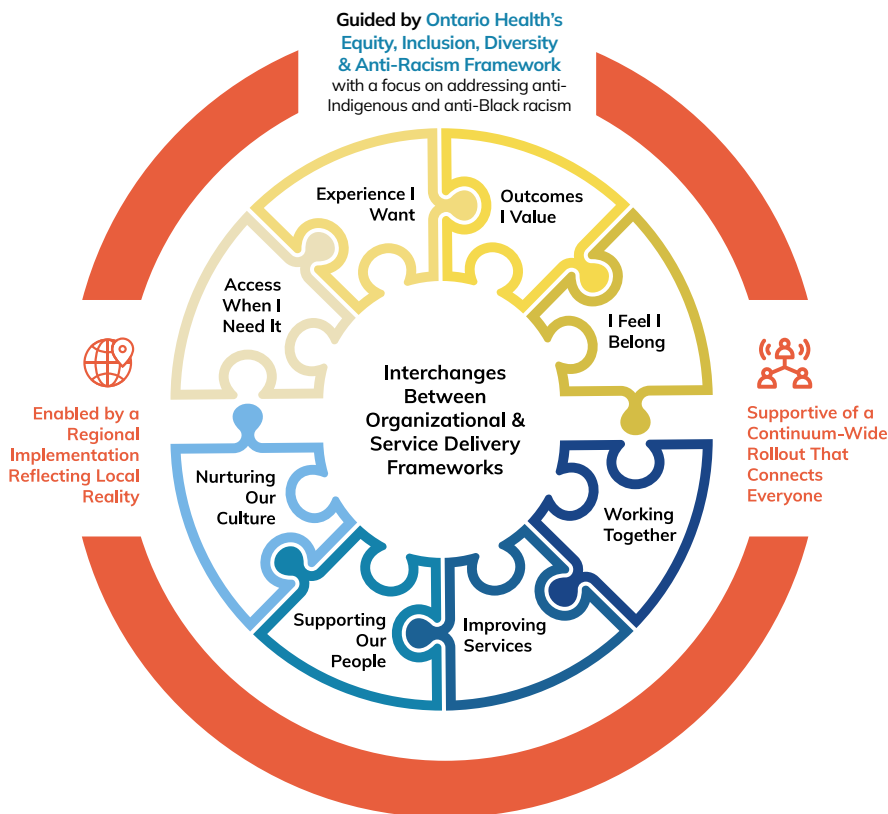 Guided by Ontario Health's
Equity, Inclusion, Diversity
& Anti-Racism Framework
with a focus on addressing anti-
Indigenous and anti-Black racism
Experience I
Want
Outcomes
I Value
Access
When I
Need It
I Feel I
Belong
Interchanges
Between
Organizational &
Service Delivery
Frameworks
Enabled by a
Regional
Implementation
Reflecting Local
Reality
Supportive of a
Continuum-Wide
Rollout That
Connects
Everyone
Nurturing
Our
Culture
Working
Together
Supporting
Our
People
Improving
Services